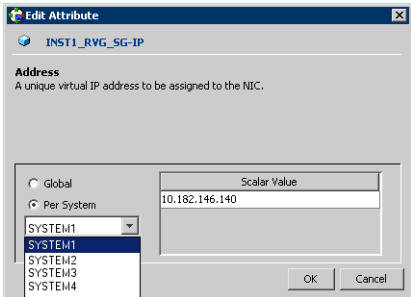 Edit Attribute
INST1_RVG_SG-IP
Address
A unique virtual IP address to be assigned to the NIC.
Global
Per System
SYSTEM1
SYSTEM1
SYSTEM2
SYSTEM3
SYSTEM4
Scalar Value
10.182.146.140
OK
Cancel